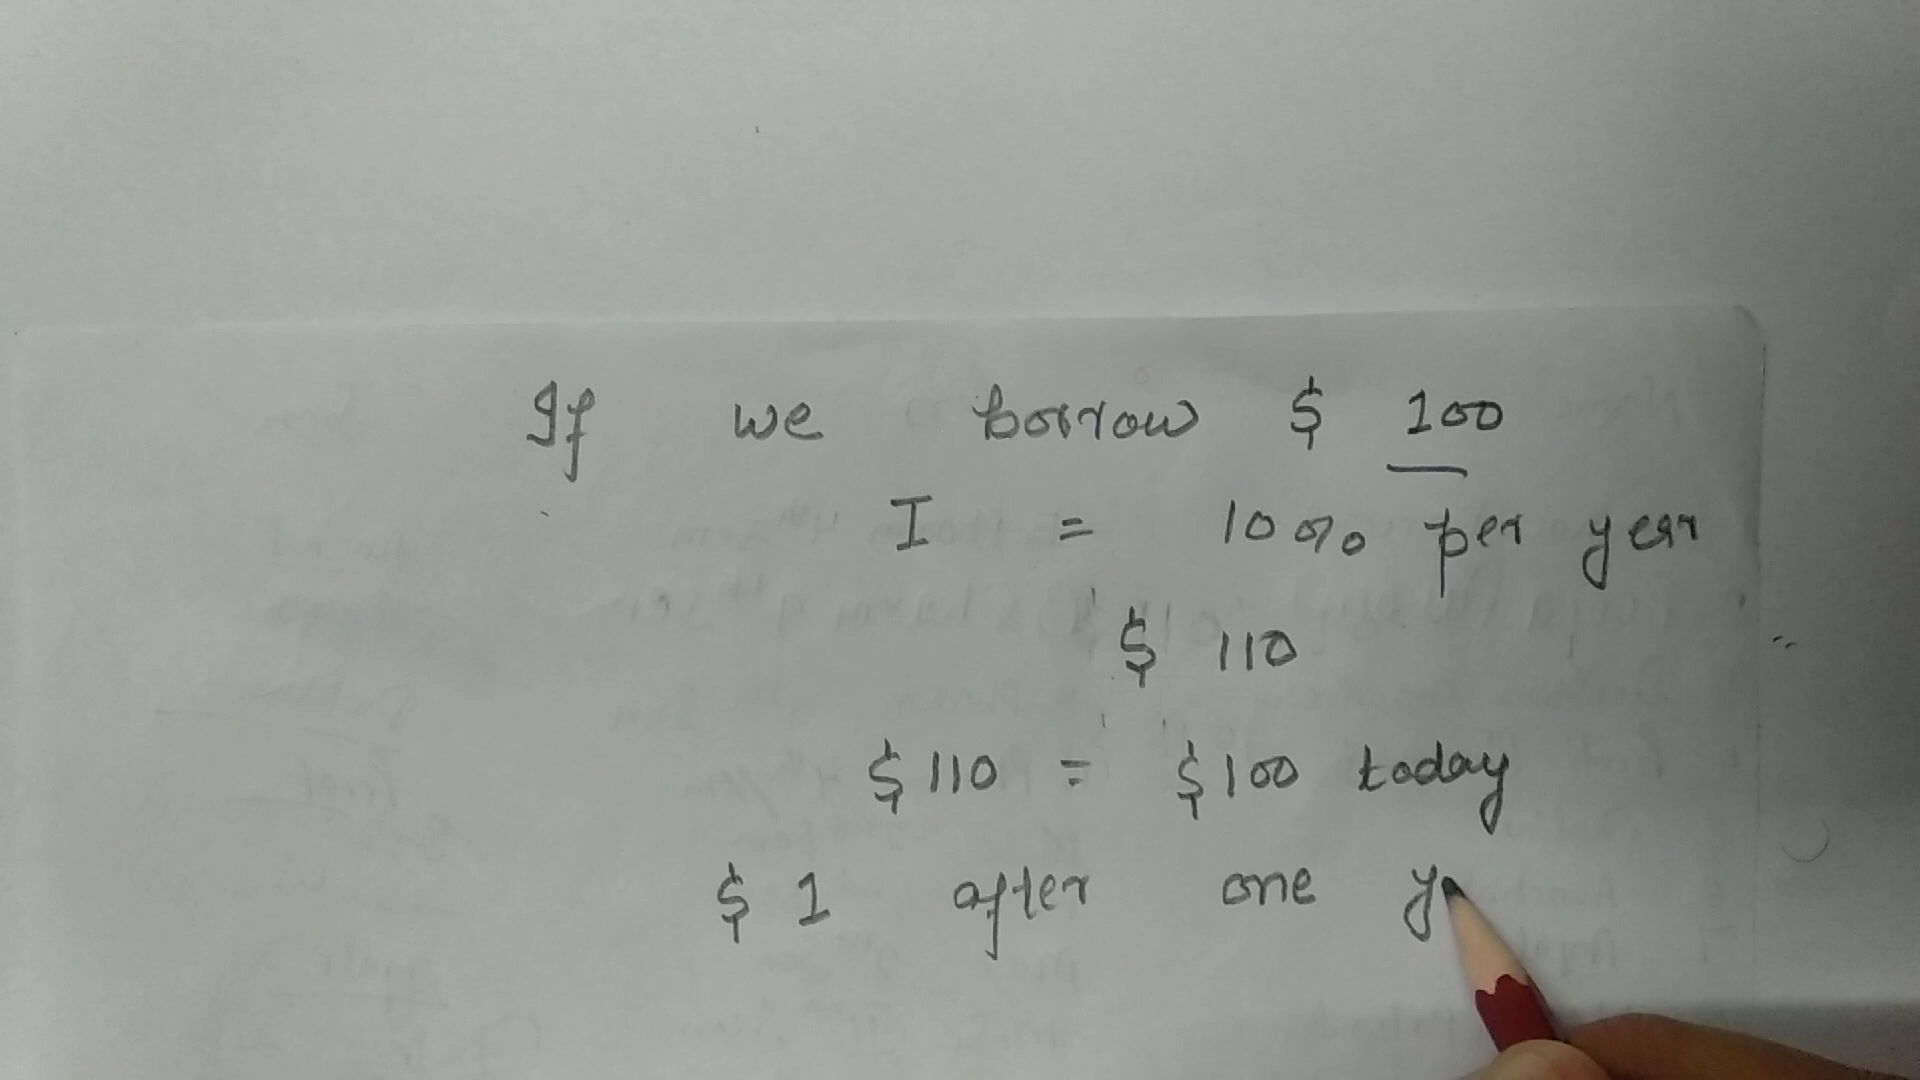 If we borrow $ 100
I = 10% per year
$ 110
$110 = $100 today
$ 1 after one y